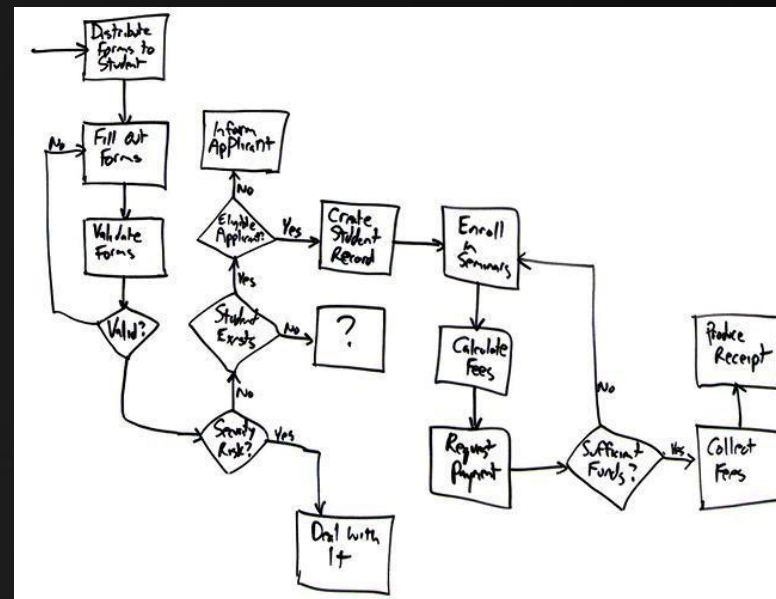 Distribute
Forms to
Student
Fill out
Forms
No
Validate
Forms
Valid?
Inform
Applicant
No
Eligible
Applicant?
Yes
Create
Student
Record
Yes
Student
Exists
No
?
No
Security
Risk?
Yes
Deal with
It
Enroll
in
Seminars
Calculate
Fees
Request
Payment
Sufficient
Funds?
No
Yes
Collect
Fees
Produce
Receipt